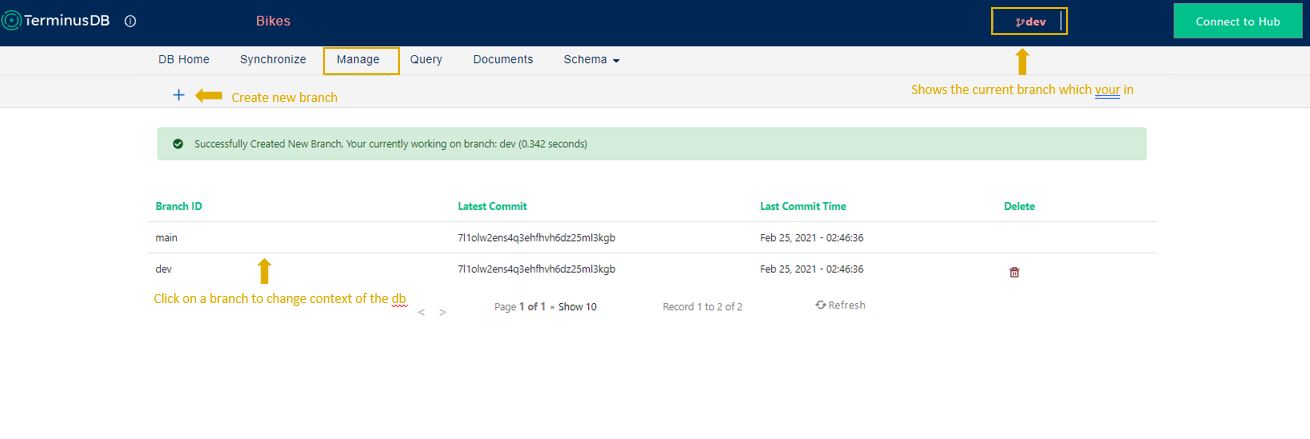 TerminusDB Bikes dev Connect to Hub
DB Home Synchronize Manage Query Documents Schema
Shows the current branch which your in
+ Create new branch
Successfully Created New Branch. Your currently working on branch: dev (0.342 seconds)
Branch ID Latest Commit Last Commit Time Delete
main 7l1olw2ens4q3ehfhvh6dz25ml3kgb Feb 25, 2021 - 02:46:36
dev 7l1olw2ens4q3ehfhvh6dz25ml3kgb Feb 25, 2021 - 02:46:36
Click on a branch to change context of the db
< > Page 1 of 1 Show 10 Record 1 to 2 of 2 Refresh